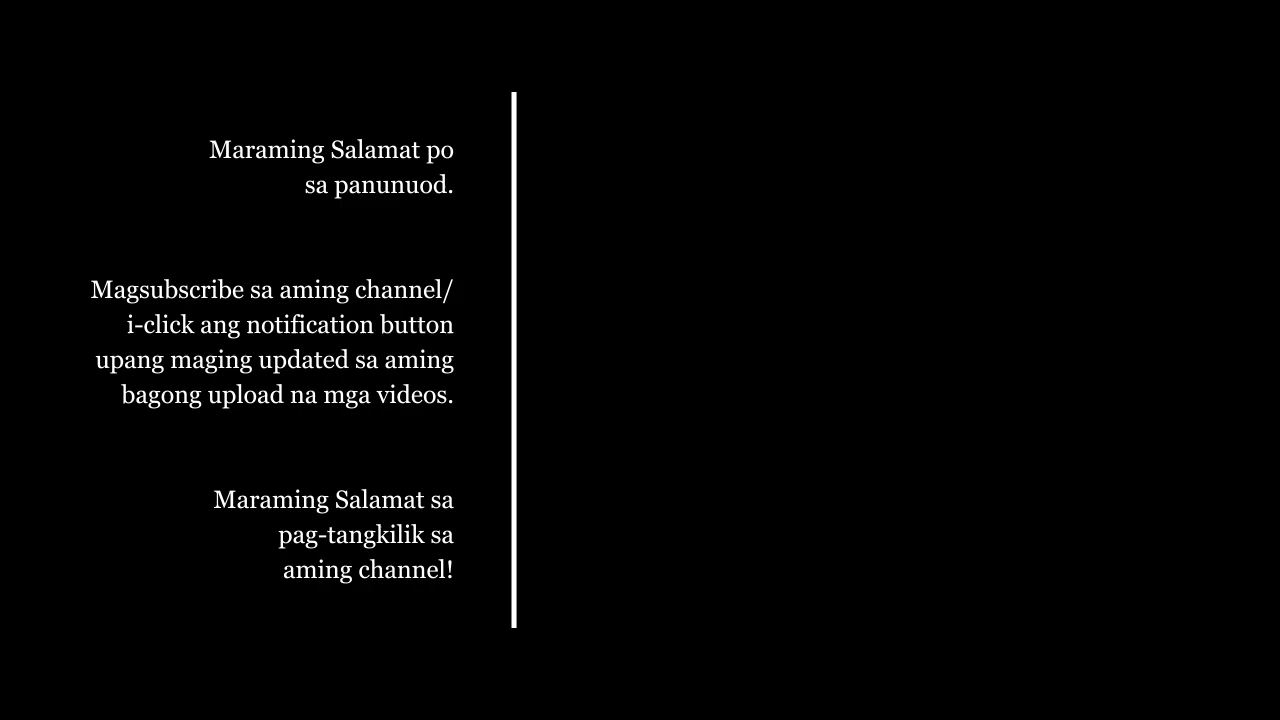 Maraming Salamat po
sa panunuod.
Magsubscribe sa aming channel/
i-click ang notification button
upang maging updated sa aming
bagong upload na mga videos.
Maraming Salamat sa
pag-tangkilik sa
aming channel!